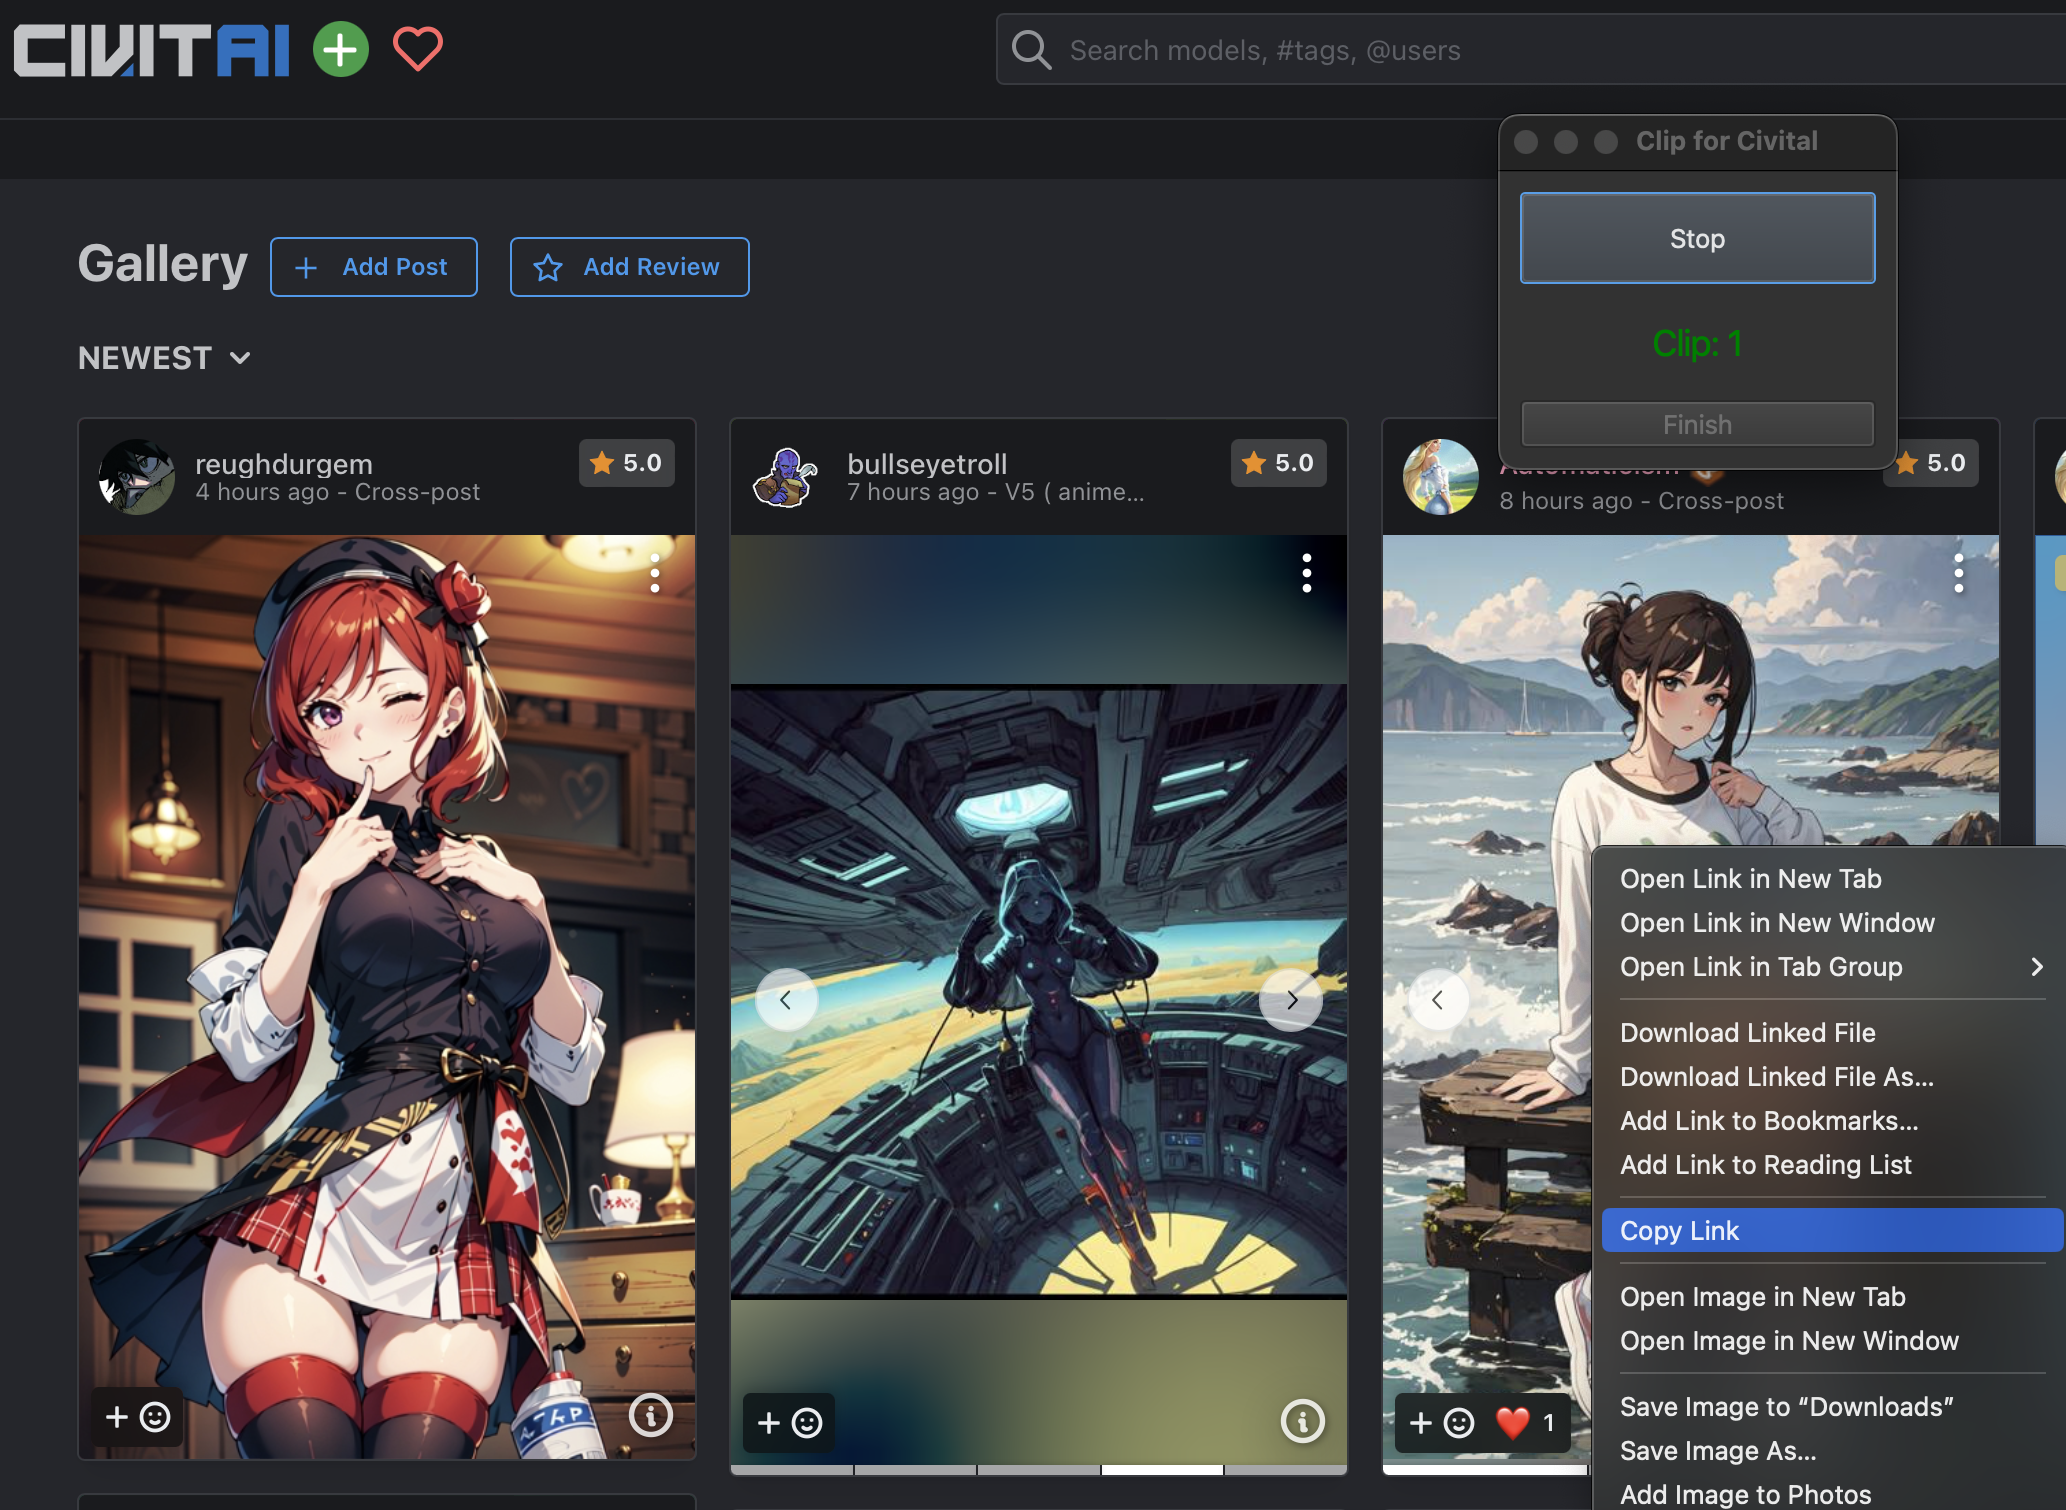 CIVITAI
Search models, #tags, @users
Clip for Civital
Stop
Clip: 1
Finish
Gallery
Add Post
Add Review
NEWEST
reughdurgem
4 hours ago - Cross-post
5.0
bullseyetroll
7 hours ago - V5 ( anime...
5.0
8 hours ago - Cross-post
5.0
1
Open Link in New Tab
Open Link in New Window
Open Link in Tab Group
Download Linked File
Download Linked File As...
Add Link to Bookmarks...
Add Link to Reading List
Copy Link
Open Image in New Tab
Open Image in New Window
Save Image to “Downloads”
Save Image As...
Add Image to Photos